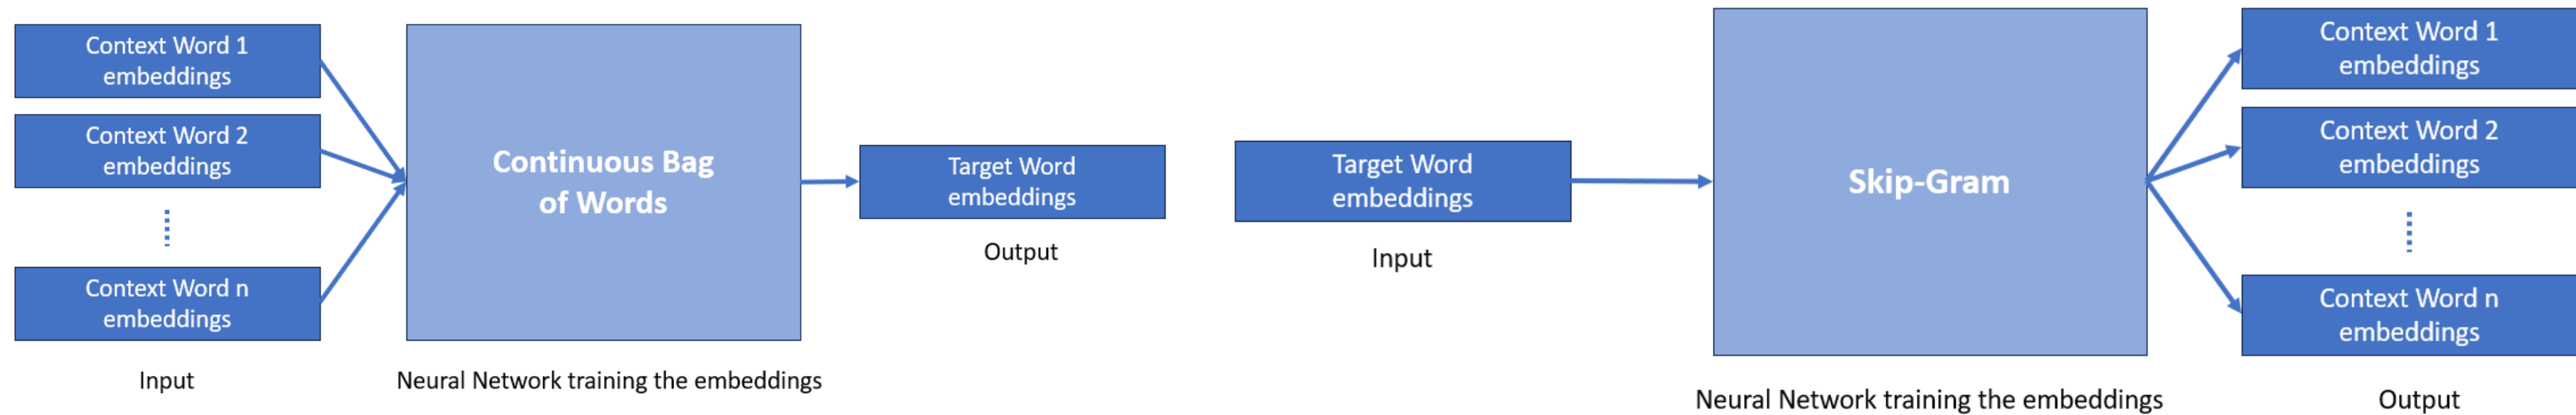 Context Word 1
embeddings
Context Word 2
embeddings
Context Word n
embeddings
Input
Continuous Bag
of Words
Neural Network training the embeddings
Target Word
embeddings
Output
Target Word
embeddings
Input
Skip-Gram
Neural Network training the embeddings
Context Word 1
embeddings
Context Word 2
embeddings
Context Word n
embeddings
Output